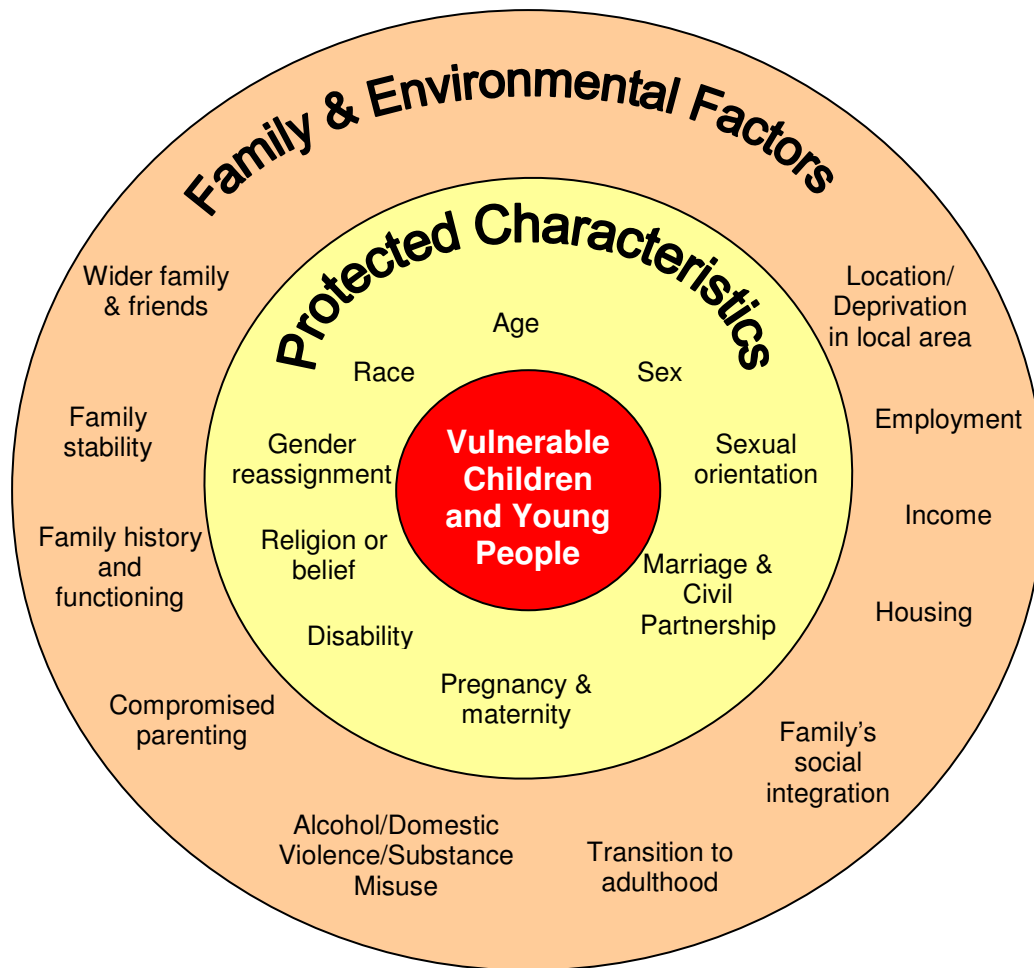 Family & Environmental Factors
Protected Characteristics
Wider family
& friends
Family
stability
Family history
and
functioning
Compromised
parenting
Alcohol/Domestic
Violence/Substance
Misuse
Transition to
adulthood
Family’s
social
integration
Housing
Income
Employment
Location/
Deprivation
in local area
Age
Race
Sex
Gender
reassignment
Sexual
orientation
Religion or
belief
Marriage &
Civil
Partnership
Disability
Pregnancy &
maternity
Vulnerable
Children
and Young
People